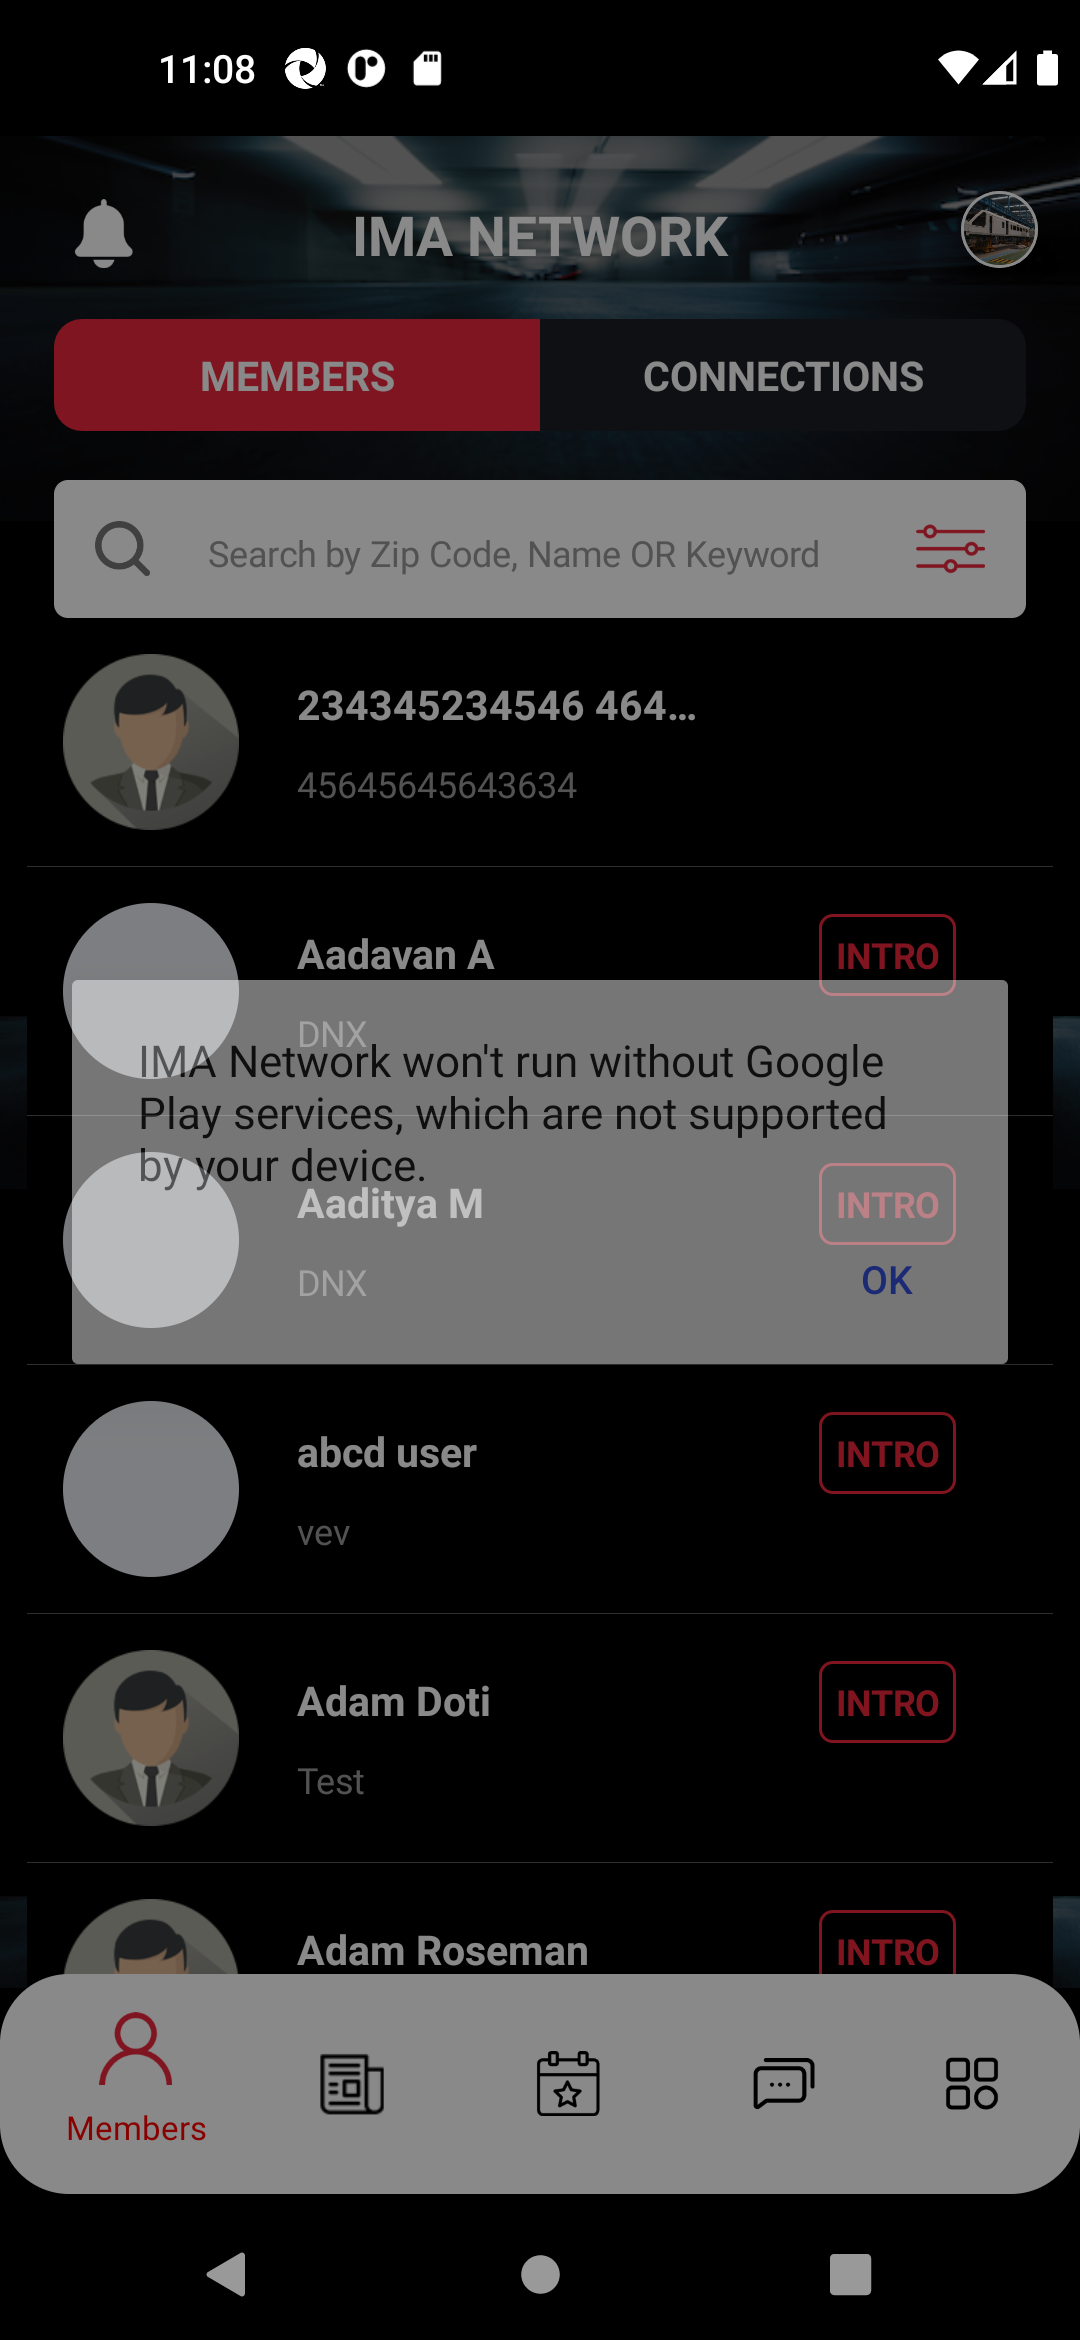 11:08
IMA NETWORK
MEMBERS
CONNECTIONS
Search by Zip Code, Name OR Keyword
234345234546 464…
45645645643634
Aadavan A
INTRO
DNX
IMA Network won't run without Google
Play services, which are not supported
by your device.
Aaditya M
INTRO
DNX
OK
abcd user
INTRO
vev
Adam Doti
INTRO
Test
Adam Roseman
INTRO
Members